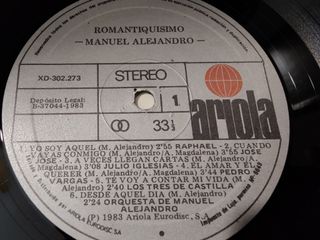 ROMANTIQUISIMO
—MANUEL ALEJANDRO—
XD-302.273
STEREO
Depósito Legal:
B-37044-1983
1
33⅓
ariola
1. YO SOY AQUEL (M. Alejandro) 2'55 RAPHAEL - 2. CUANDO
VAYAS CONMIGO (M. Alejandro/A. Magdalena) 3'55 JOSE
JOSE - 3. A VECES LLEGAN CARTAS (M. Alejandro/A.
Magdalena) 3'08 JULIO IGLESIAS - 4. EL AMAR Y EL
QUERER (M. Alejandro/A. Magdalena) 3'44 PEDRO
VARGAS - 5. TE VOY A CONTAR MI VIDA (M. Alejandro/A.
Magdalena) 2'40 LOS TRES DE CASTILLA -
6. DESDE AQUEL DIA (M. Alejandro)
2'24 ORQUESTA DE MANUEL
ALEJANDRO
(P) 1983 Ariola Eurodisc, S.A.
ARIOLA EURODISC S.A.